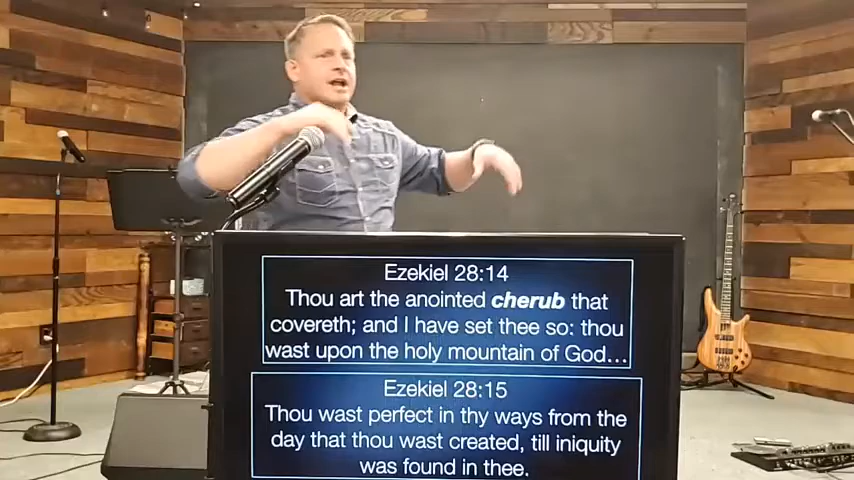 Ezekiel 28:14
Thou art the anointed cherub that
covereth; and I have set thee so: thou
wast upon the holy mountain of God...
Ezekiel 28:15
Thou wast perfect in thy ways from the
day that thou wast created, till iniquity
was found in thee.